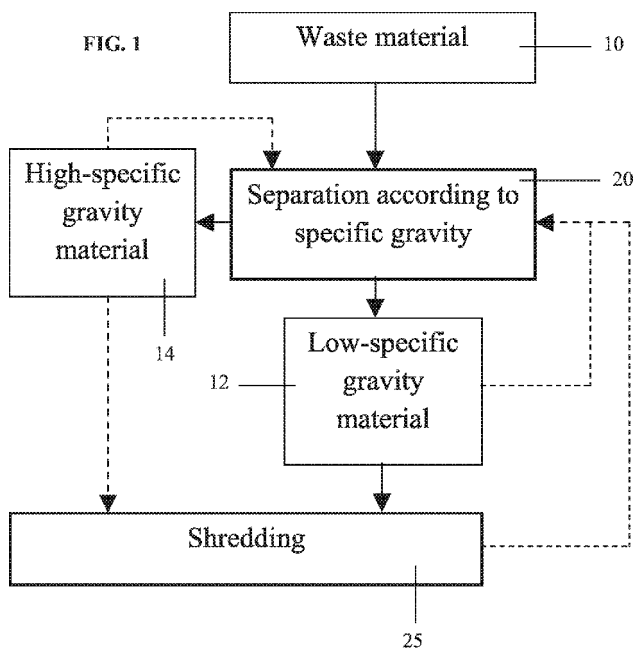 FIG. 1
Waste material
10
High-specific
gravity
material
14
Separation according to
specific gravity
20
Low-specific
gravity
material
12
Shredding
25